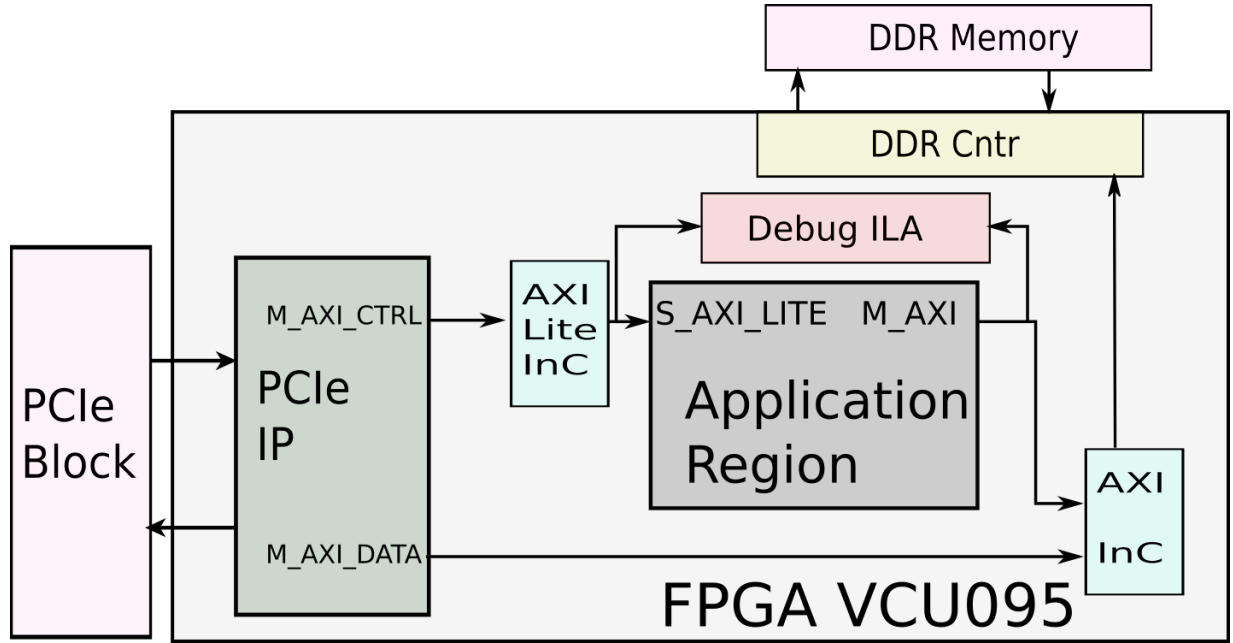 DDR Memory
DDR Cntr
Debug ILA
M_AXI_CTRL
AXI
Lite
InC
S_AXI_LITE
M_AXI
PCIe
IP
PCIe
Block
Application
Region
AXI
InC
M_AXI_DATA
FPGA VCU095